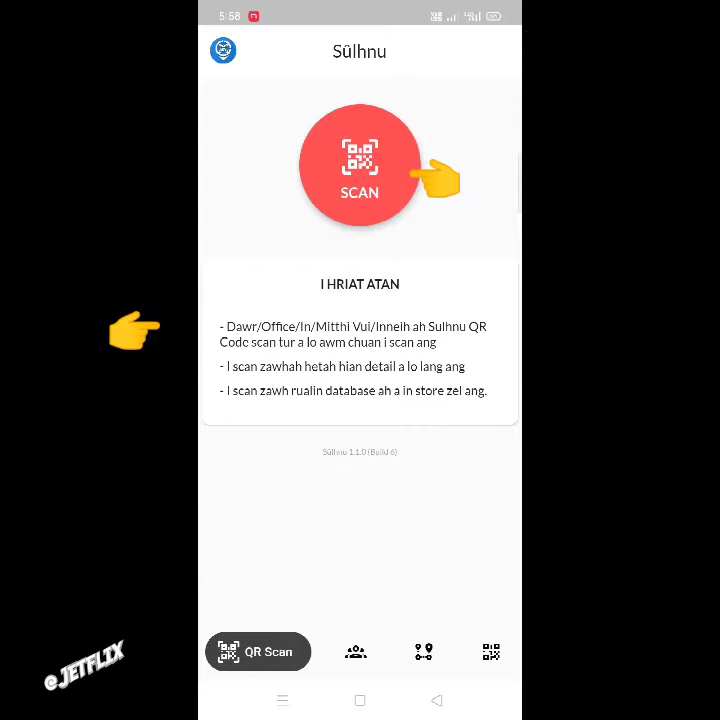 5:58
Sûlhnu
SCAN
I HRIAT ATAN
- Dawr/Office/In/Mitthi Vui/Inneih ah Sulhnu QR
Code scan tur a lo awm chuan i scan ang
- I scan zawhah hetah hian detail a lo lang ang
- I scan zawh rualin database ah a in store zel ang.
Sûlhnu 1.1.0 (Build 6)
QR Scan
@JETFLIX